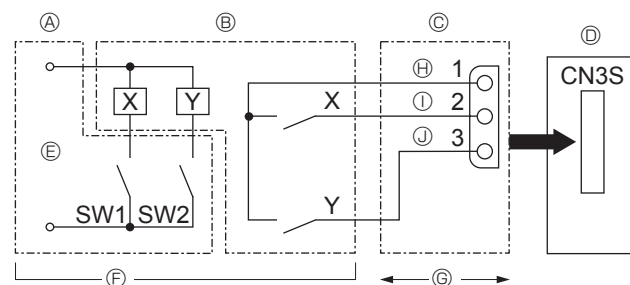 Ⓐ Ⓑ Ⓒ Ⓓ
CN3S
Ⓗ 1
X Y X Ⓘ 2
Ⓔ Ⓙ 3
SW1 SW2 Y
Ⓕ Ⓖ